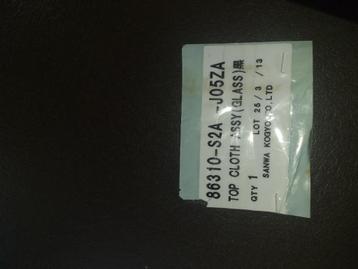 86310-S2A -J05ZA
TOP CLOTH ASSY(GLASS)黒
QTY 1 LOT 25/ 3 /13
SANWA KOGYO CO.,LTD